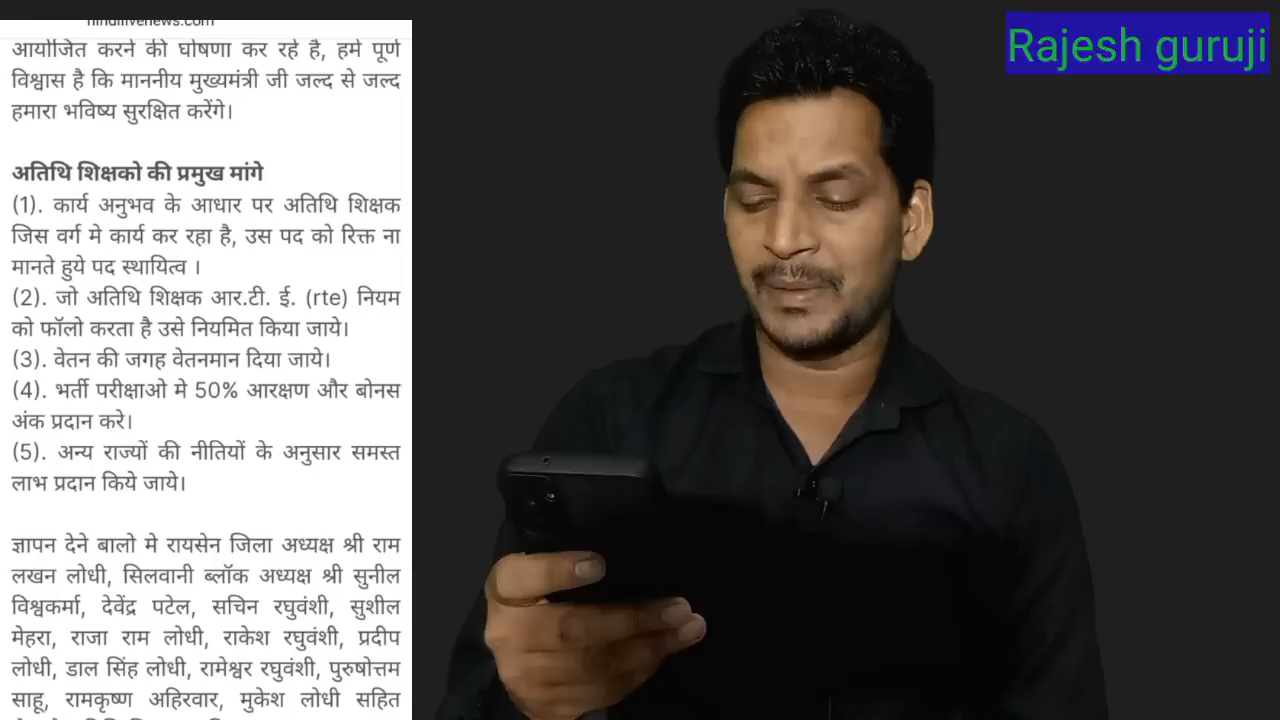 hindilivenews.com
आयोजित करने की घोषणा कर रहे है, हमे पूर्ण
विश्वास है कि माननीय मुख्यमंत्री जी जल्द से जल्द
हमारा भविष्य सुरक्षित करेंगे।
अतिथि शिक्षको की प्रमुख मांगे
(1). कार्य अनुभव के आधार पर अतिथि शिक्षक
जिस वर्ग मे कार्य कर रहा है, उस पद को रिक्त ना
मानते हुये पद स्थायित्व ।
(2). जो अतिथि शिक्षक आर.टी. ई. (rte) नियम
को फॉलो करता है उसे नियमित किया जाये।
(3). वेतन की जगह वेतनमान दिया जाये।
(4). भर्ती परीक्षाओ मे 50% आरक्षण और बोनस
अंक प्रदान करे।
(5). अन्य राज्यों की नीतियों के अनुसार समस्त
लाभ प्रदान किये जाये।
ज्ञापन देने बालो मे रायसेन जिला अध्यक्ष श्री राम
लखन लोधी, सिलवानी ब्लॉक अध्यक्ष श्री सुनील
विश्वकर्मा, देवेंद्र पटेल, सचिन रघुवंशी, सुशील
मेहरा, राजा राम लोधी, राकेश रघुवंशी, प्रदीप
लोधी, डाल सिंह लोधी, रामेश्वर रघुवंशी, पुरुषोत्तम
साहू, रामकृष्ण अहिरवार, मुकेश लोधी सहित
Rajesh guruji